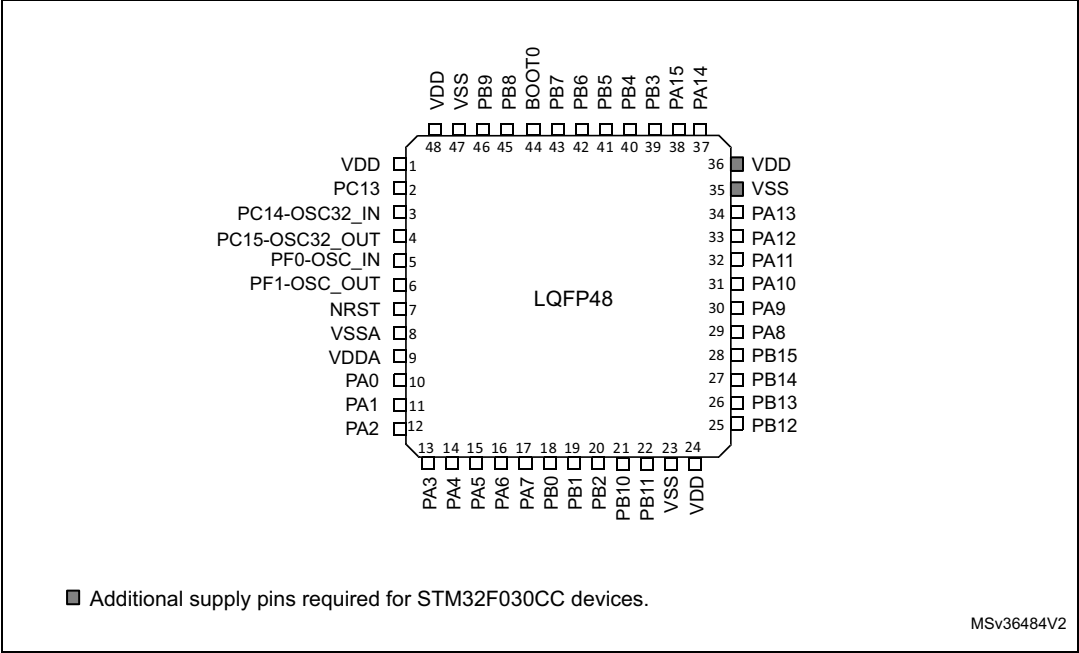 VDD VSS PB9 PB8 BOOT0 PB7 PB6 PB5 PB4 PB3 PA15 PA14
48 47 46 45 44 43 42 41 40 39 38 37
VDD 1
PC13 2
PC14-OSC32_IN 3
PC15-OSC32_OUT 4
PF0-OSC_IN 5
PF1-OSC_OUT 6
NRST 7
VSSA 8
VDDA 9
PA0 10
PA1 11
PA2 12
LQFP48
36 VDD
35 VSS
34 PA13
33 PA12
32 PA11
31 PA10
30 PA9
29 PA8
28 PB15
27 PB14
26 PB13
25 PB12
13 14 15 16 17 18 19 20 21 22 23 24
PA3 PA4 PA5 PA6 PA7 PB0 PB1 PB2 PB10 PB11 VSS VDD
Additional supply pins required for STM32F030CC devices.
MSv36484V2